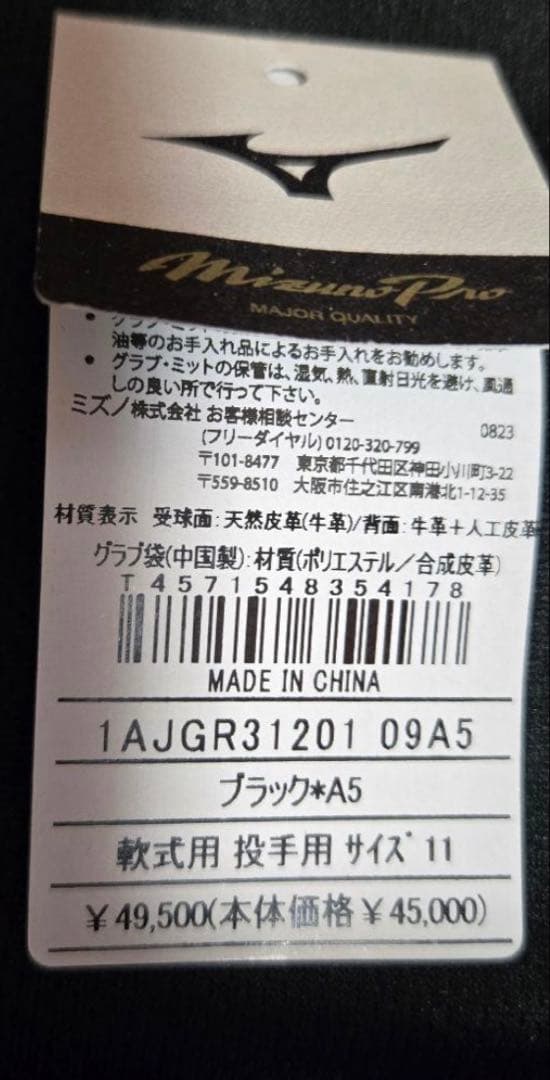 Mizuno Pro
MAJOR QUALITY
油等のお手入れ品によるお手入れをお勧めします。
• グラブ・ミットの保管は、湿気、熱、直射日光を避け、風通
しの良い所で行って下さい。
ミズノ株式会社 お客様相談センター
0823
(フリーダイヤル) 0120-320-799
〒101-8477 東京都千代田区神田小川町3-22
〒559-8510 大阪市住之江区南港北1-12-35
材質表示 受球面:天然皮革(牛革)/背面:牛革+人工皮革
グラブ袋(中国製):材質(ポリエステル/合成皮革)
T 4571548354178
MADE IN CHINA
1AJGR31201 09A5
ブラック*A5
軟式用 投手用 サイズ 11
¥49,500(本体価格¥45,000)